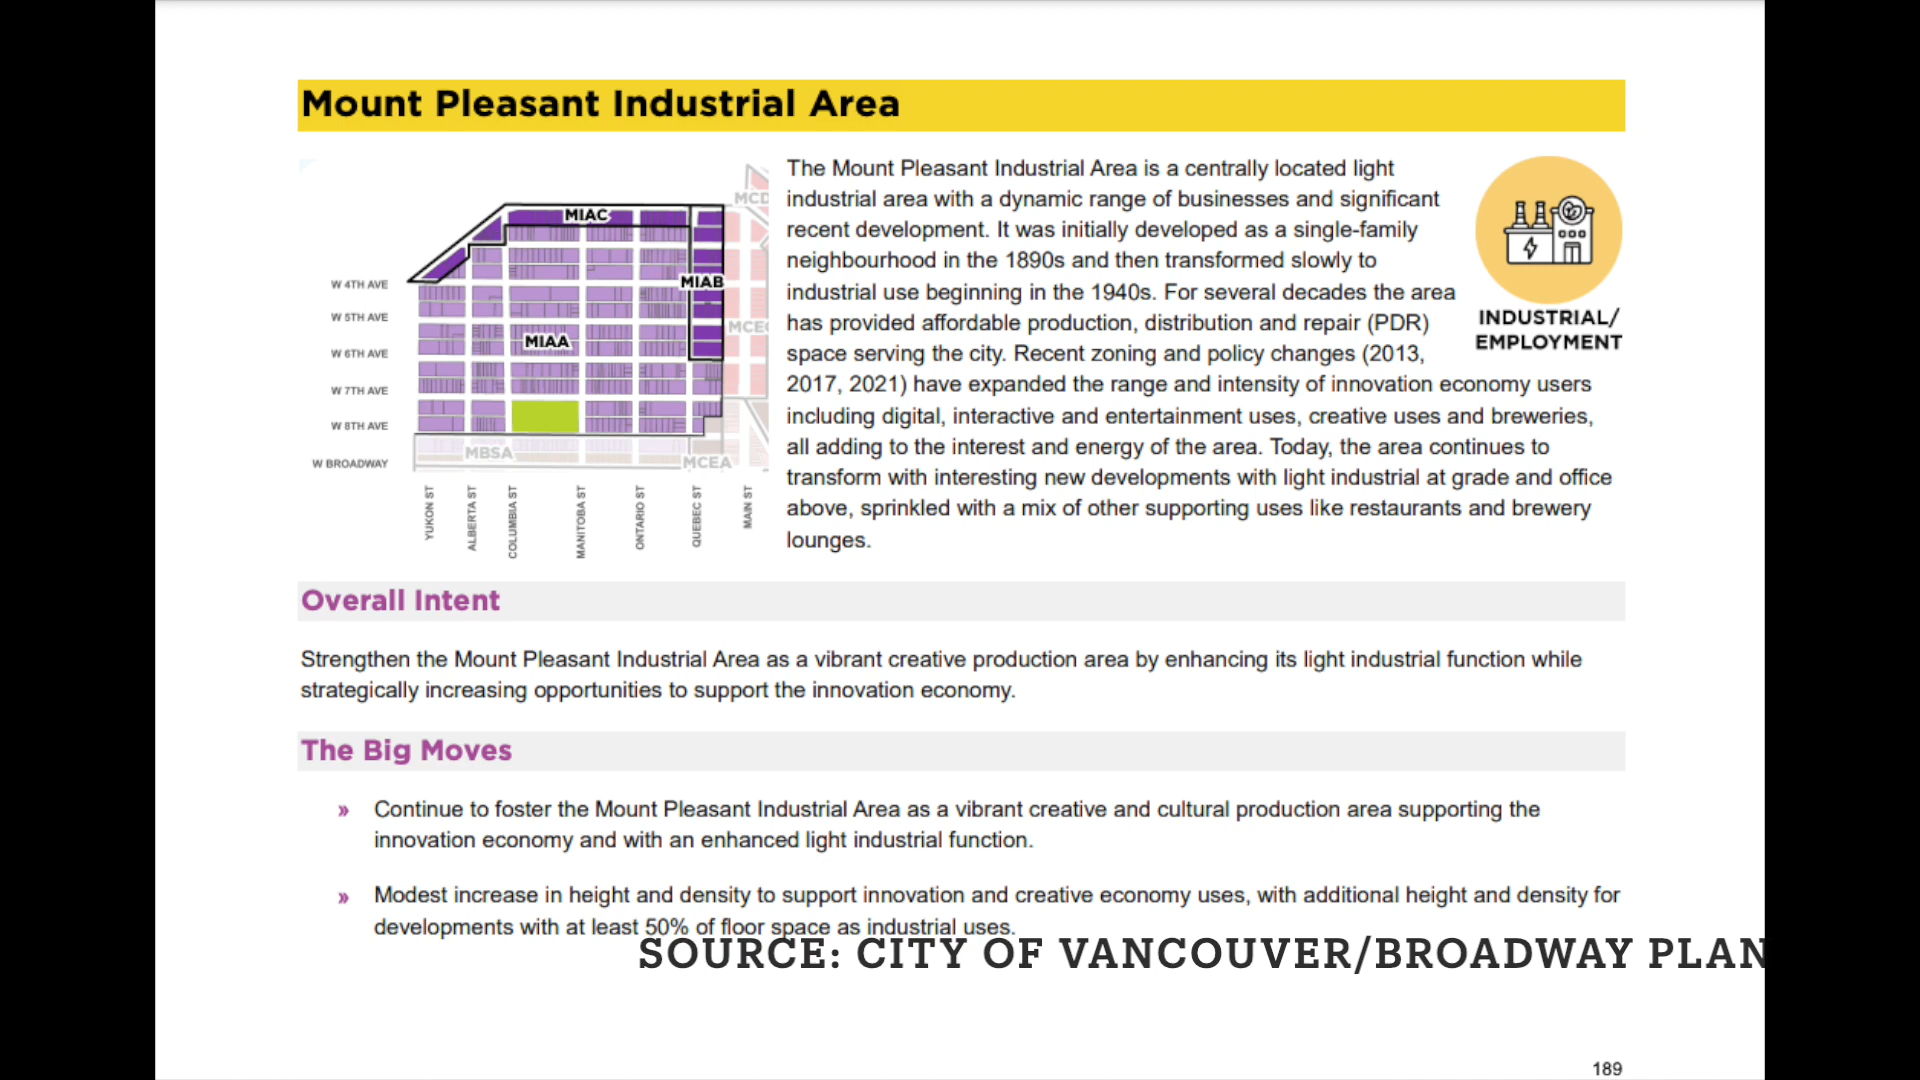 Mount Pleasant Industrial Area
MIAC
MIAB
MIAA
MBSA
MCEA
W 4TH AVE
W 5TH AVE
W 6TH AVE
W 7TH AVE
W 8TH AVE
W BROADWAY
YUKON ST
ALBERTA ST
COLUMBIA ST
MANITOBA ST
ONTARIO ST
QUEBEC ST
MAIN ST
The Mount Pleasant Industrial Area is a centrally located light
industrial area with a dynamic range of businesses and significant
recent development. It was initially developed as a single-family
neighbourhood in the 1890s and then transformed slowly to
industrial use beginning in the 1940s. For several decades the area
has provided affordable production, distribution and repair (PDR)
space serving the city. Recent zoning and policy changes (2013,
2017, 2021) have expanded the range and intensity of innovation economy users
including digital, interactive and entertainment uses, creative uses and breweries,
all adding to the interest and energy of the area. Today, the area continues to
transform with interesting new developments with light industrial at grade and office
above, sprinkled with a mix of other supporting uses like restaurants and brewery
lounges.
INDUSTRIAL/
EMPLOYMENT
Overall Intent
Strengthen the Mount Pleasant Industrial Area as a vibrant creative production area by enhancing its light industrial function while
strategically increasing opportunities to support the innovation economy.
The Big Moves
» Continue to foster the Mount Pleasant Industrial Area as a vibrant creative and cultural production area supporting the
innovation economy and with an enhanced light industrial function.
» Modest increase in height and density to support innovation and creative economy uses, with additional height and density for
developments with at least 50% of floor space as industrial uses.
SOURCE: CITY OF VANCOUVER/BROADWAY PLAN
189